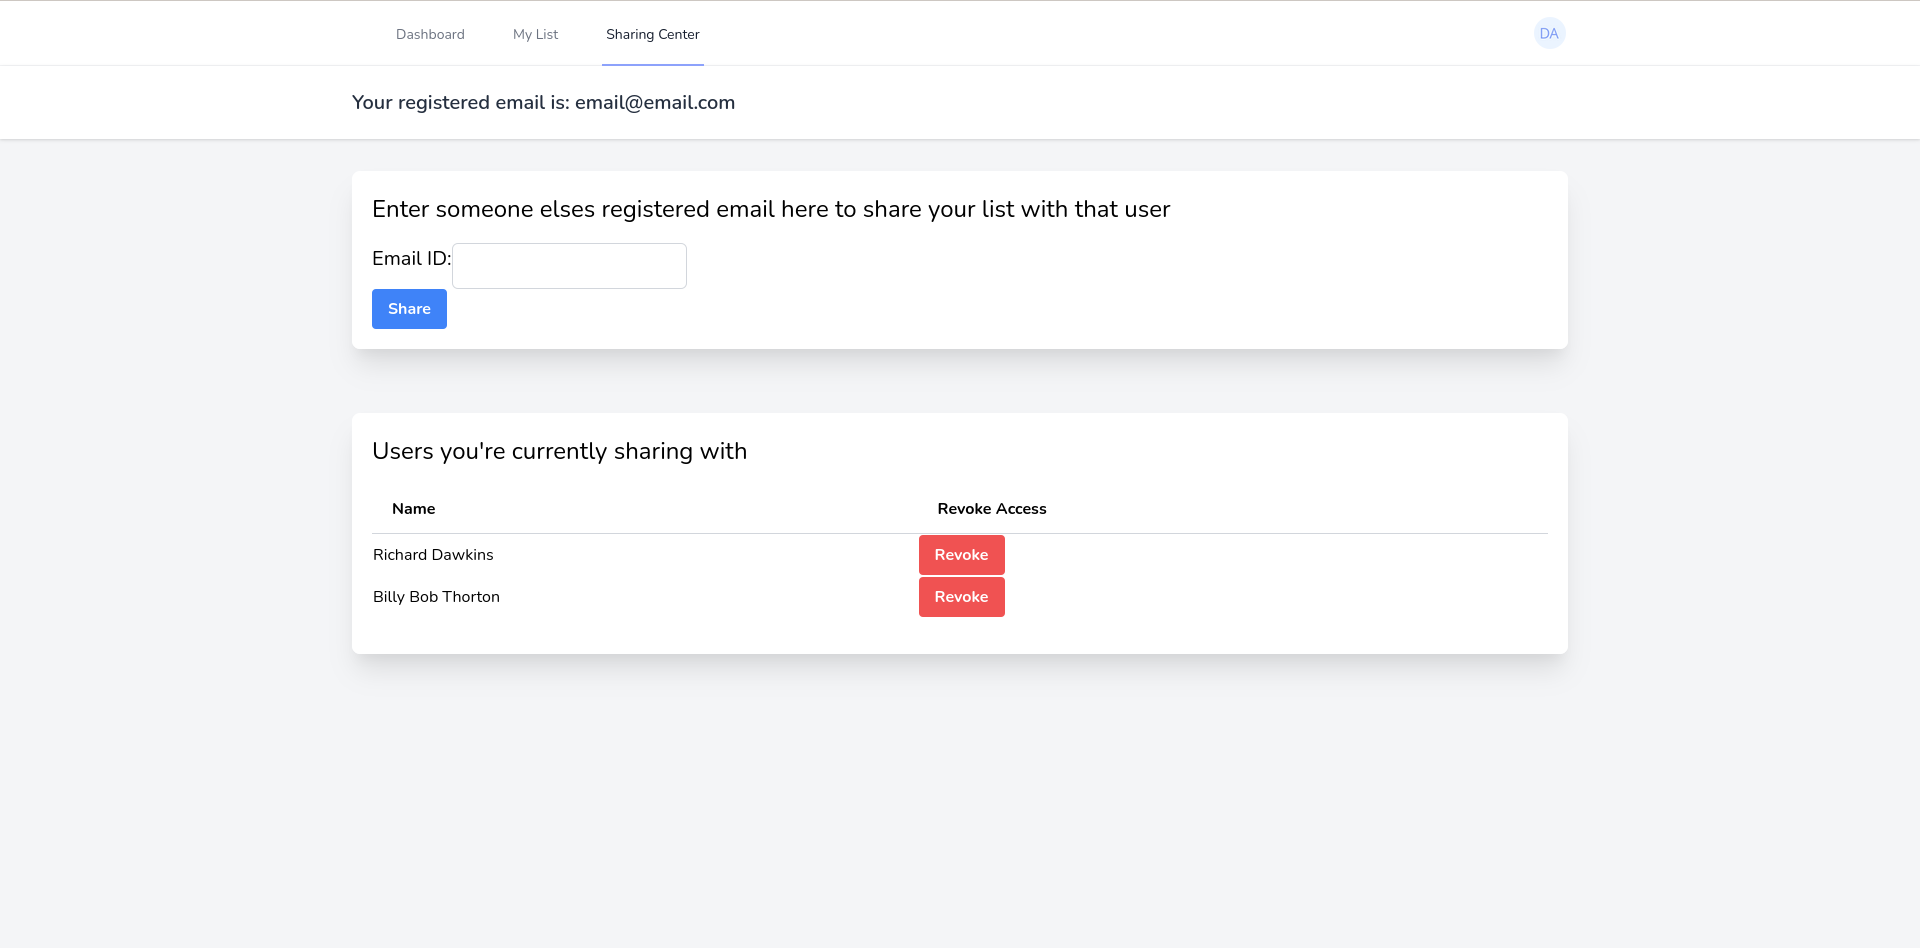 Dashboard My List Sharing Center DA
Your registered email is: email@email.com
Enter someone elses registered email here to share your list with that user
Email ID:
Share
Users you're currently sharing with
Name Revoke Access
Richard Dawkins Revoke
Billy Bob Thorton Revoke